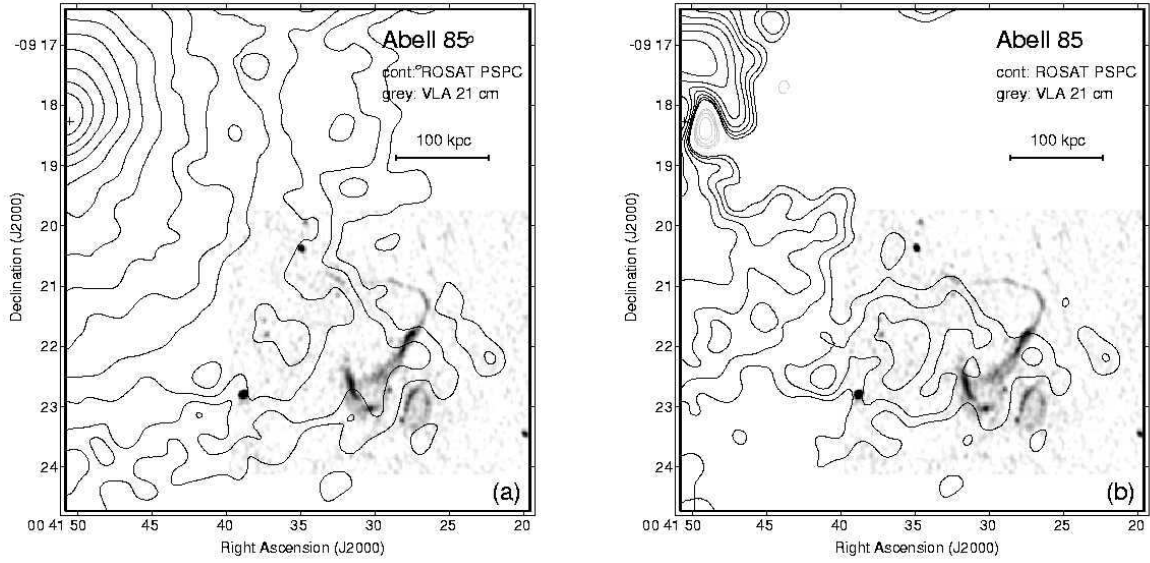 Abell 85
cont: ROSAT PSPC
grey: VLA 21 cm
100 kpc
-09 17
18
19
20
21
22
23
24
Declination (J2000)
(a)
00 41 50
45
40
35
30
25
20
Right Ascension (J2000)
Abell 85
cont: ROSAT PSPC
grey: VLA 21 cm
100 kpc
-09 17
18
19
20
21
22
23
24
Declination (J2000)
(b)
00 41 50
45
40
35
30
25
20
Right Ascension (J2000)